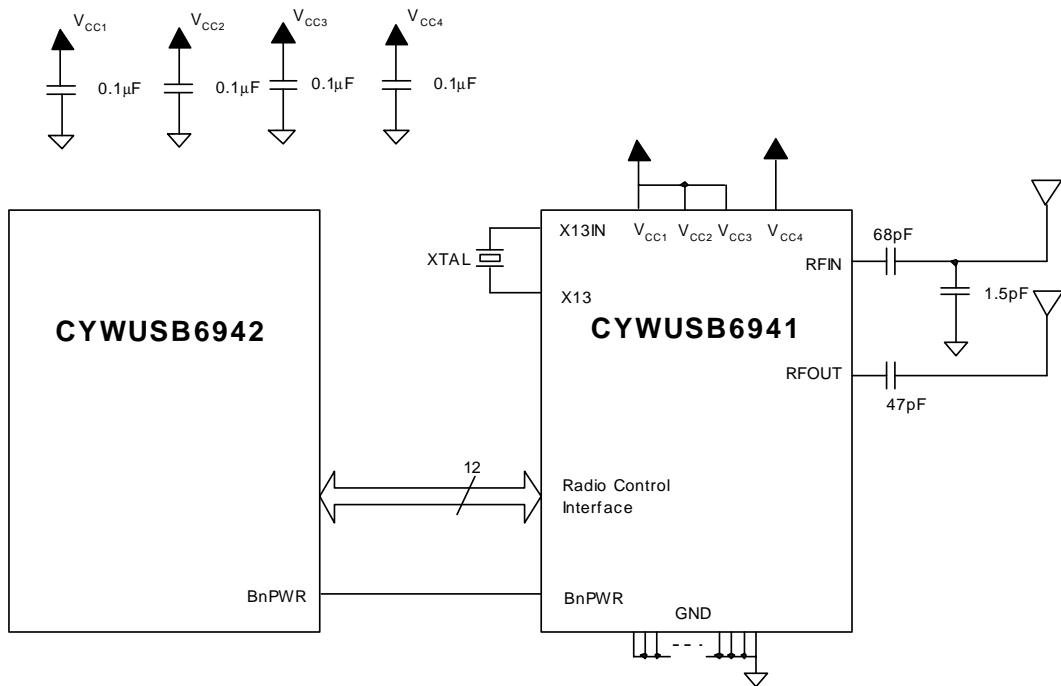 VCC1
VCC2
VCC3
VCC4
0.1µF
0.1µF
0.1µF
0.1µF
X13IN
VCC1
VCC2
VCC3
VCC4
68pF
XTAL
RFIN
X13
1.5pF
CYWUSB6942
CYWUSB6941
RFOUT
47pF
12
Radio Control
Interface
BnPWR
BnPWR
GND